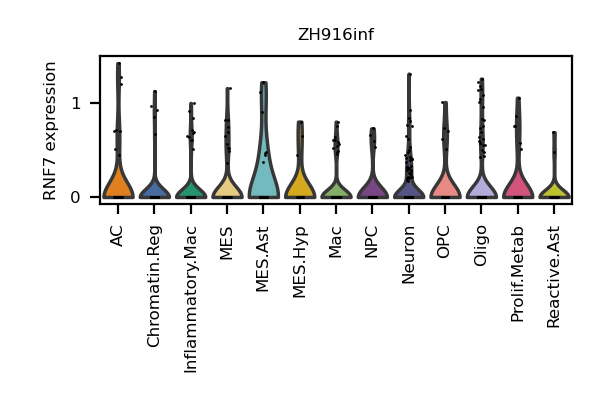 ZH916inf
RNF7 expression
1
0
AC
Chromatin.Reg
Inflammatory.Mac
MES
MES.Ast
MES.Hyp
Mac
NPC
Neuron
OPC
Oligo
Prolif.Metab
Reactive.Ast